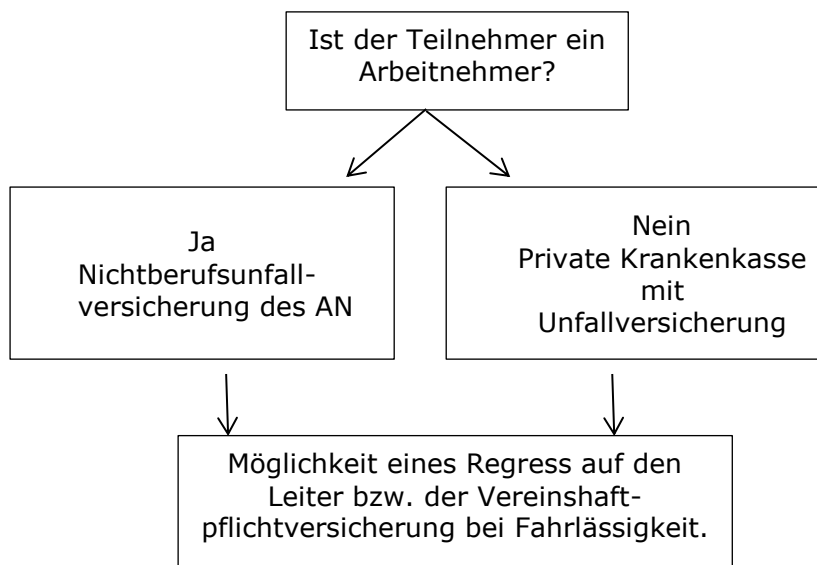 Ist der Teilnehmer ein
Arbeitnehmer?
Ja
Nichtberufsunfall-
versicherung des AN
Nein
Private Krankenkasse
mit
Unfallversicherung
Möglichkeit eines Regress auf den
Leiter bzw. der Vereinshaft-
pflichtversicherung bei Fahrlässigkeit.